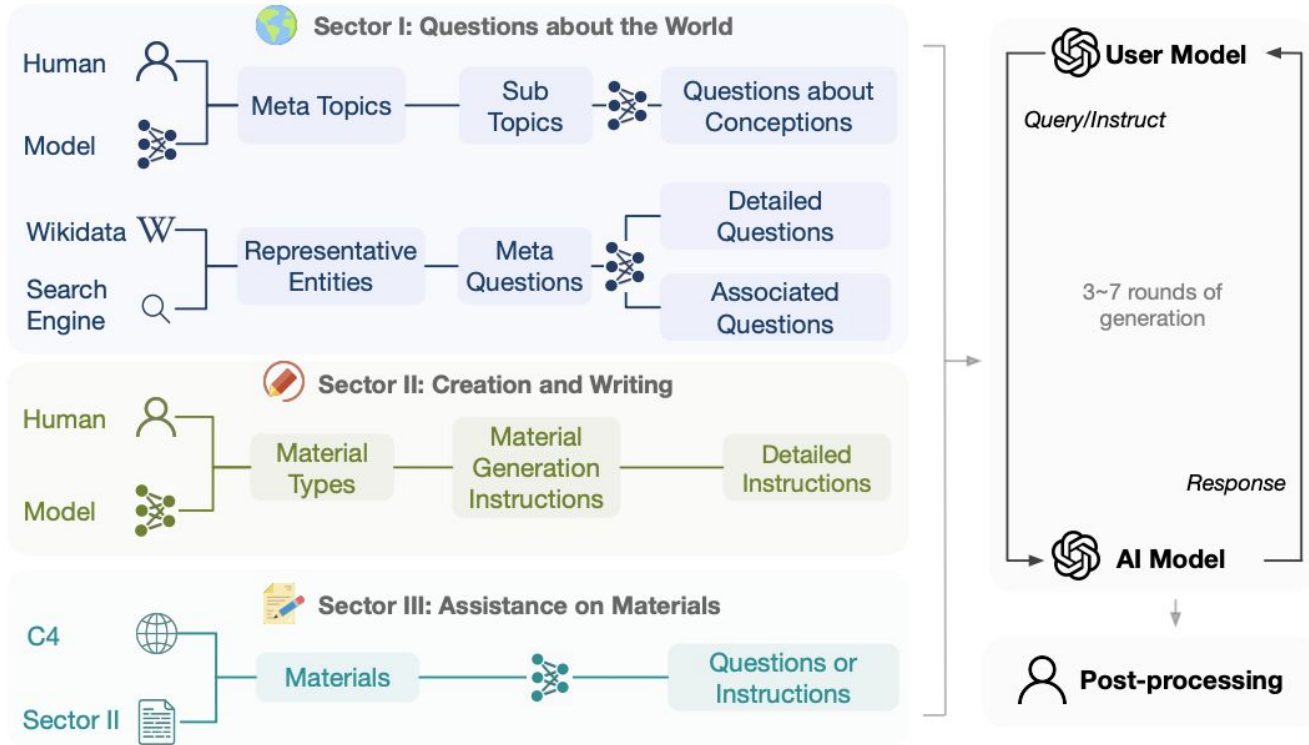 Sector I: Questions about the World
Human
Model
Meta Topics
Sub
Topics
Questions about
Conceptions
Wikidata
W
Search
Engine
Representative
Entities
Meta
Questions
Detailed
Questions
Associated
Questions
Sector II: Creation and Writing
Human
Model
Material
Types
Material
Generation
Instructions
Detailed
Instructions
Sector III: Assistance on Materials
C4
Sector II
Materials
Questions or
Instructions
User Model
Query/Instruct
3~7 rounds of
generation
Response
AI Model
Post-processing